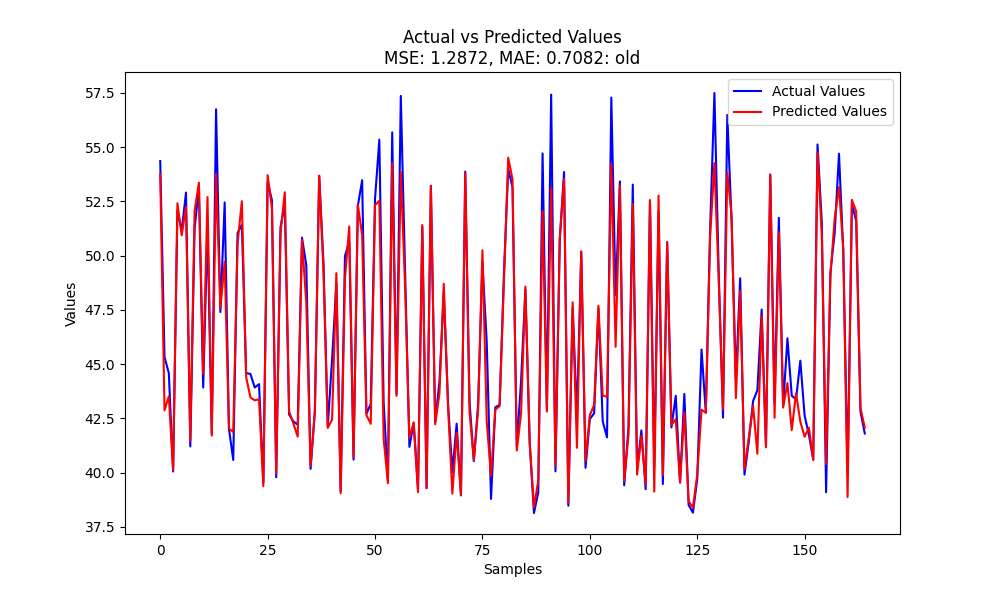 Actual vs Predicted Values
MSE: 1.2872, MAE: 0.7082: old
Actual Values
Predicted Values
Values
57.5
55.0
52.5
50.0
47.5
45.0
42.5
40.0
37.5
0
25
50
75
100
125
150
Samples